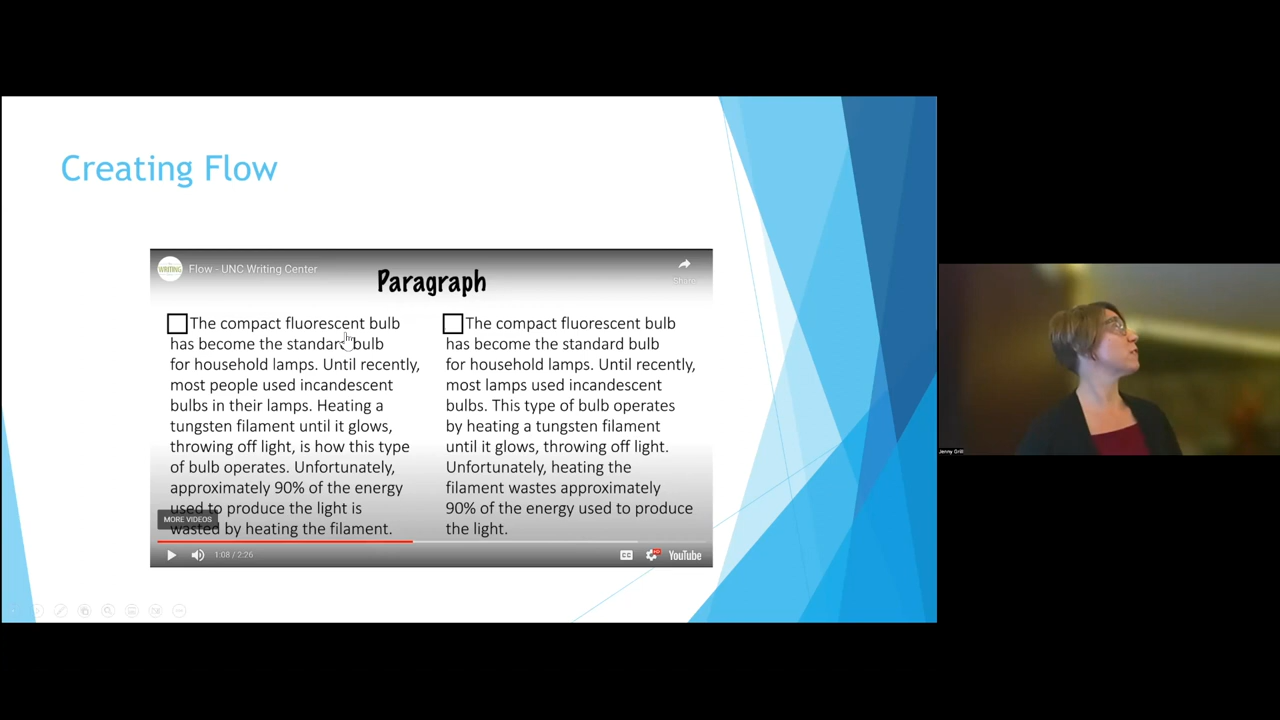 Creating Flow
WRITING
Flow - UNC Writing Center
Share
Paragraph
The compact fluorescent bulb
has become the standard bulb
for household lamps. Until recently,
most people used incandescent
bulbs in their lamps. Heating a
tungsten filament until it glows,
throwing off light, is how this type
of bulb operates. Unfortunately,
approximately 90% of the energy
used to produce the light is
wasted by heating the filament.
The compact fluorescent bulb
has become the standard bulb
for household lamps. Until recently,
most lamps used incandescent
bulbs. This type of bulb operates
by heating a tungsten filament
until it glows, throwing off light.
Unfortunately, heating the
filament wastes approximately
90% of the energy used to produce
the light.
MORE VIDEOS
1:08 / 2:26
CC
HD
YouTube
Jenny Grill